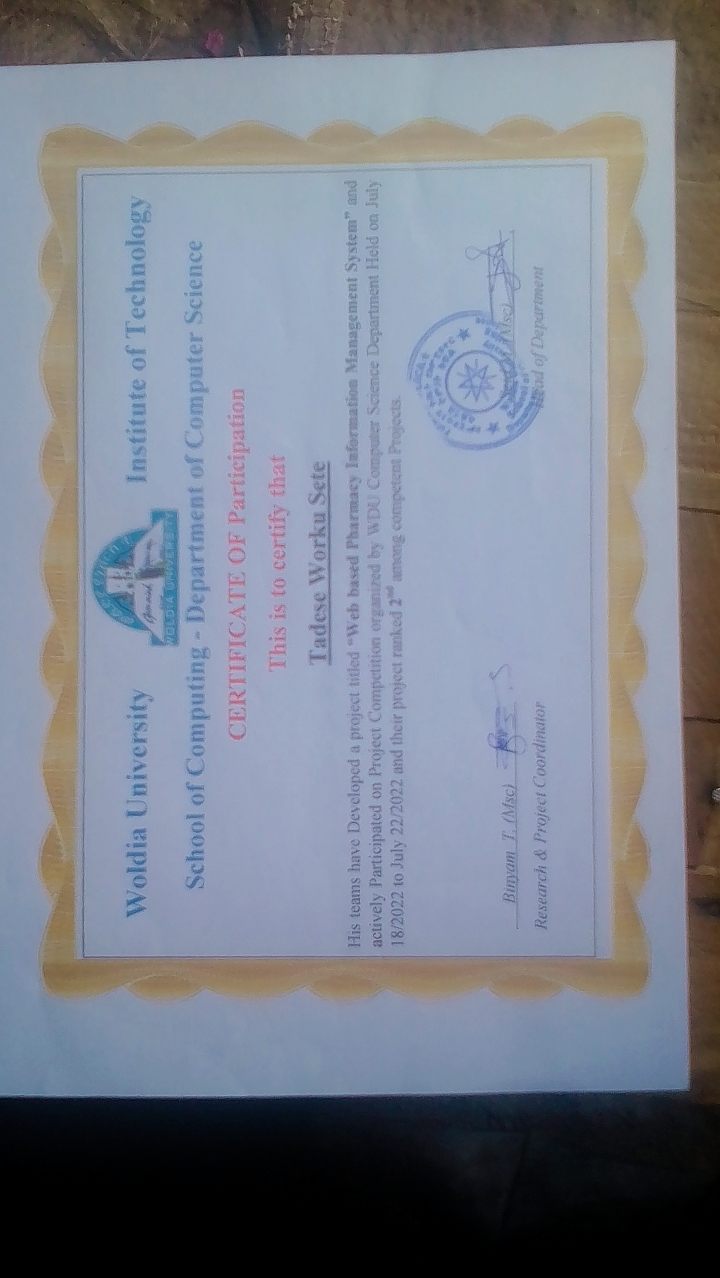 Woldia University Institute of Technology
WOLDIA UNIVERSITY
School of Computing - Department of Computer Science
CERTIFICATE OF Participation
This is to certify that
Tadese Worku Sete
His teams have Developed a project titled “Web based Pharmacy Information Management System” and
actively Participated on Project Competition organized by WDU Computer Science Department Held on July
18/2022 to July 22/2022 and their project ranked 2nd among competent Projects.
Binyam T. (Msc) (Msc)
Research & Project Coordinator Head of Department